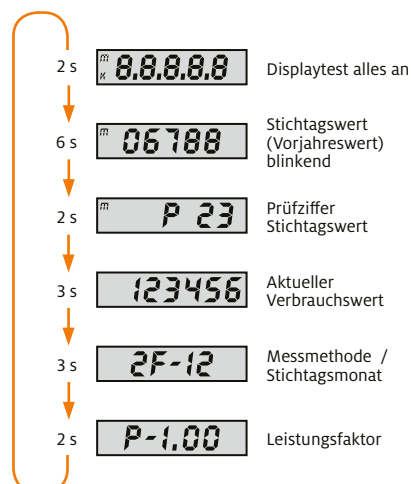 2 s
m
x
8.8.8.8.8
Displaytest alles an
6 s
m
06788
Stichtagswert
(Vorjahreswert)
blinkend
2 s
m
P 23
Prüfziffer
Stichtagswert
3 s
123456
Aktueller
Verbrauchswert
3 s
2F-12
Messmethode /
Stichtagsmonat
2 s
P-1.00
Leistungsfaktor